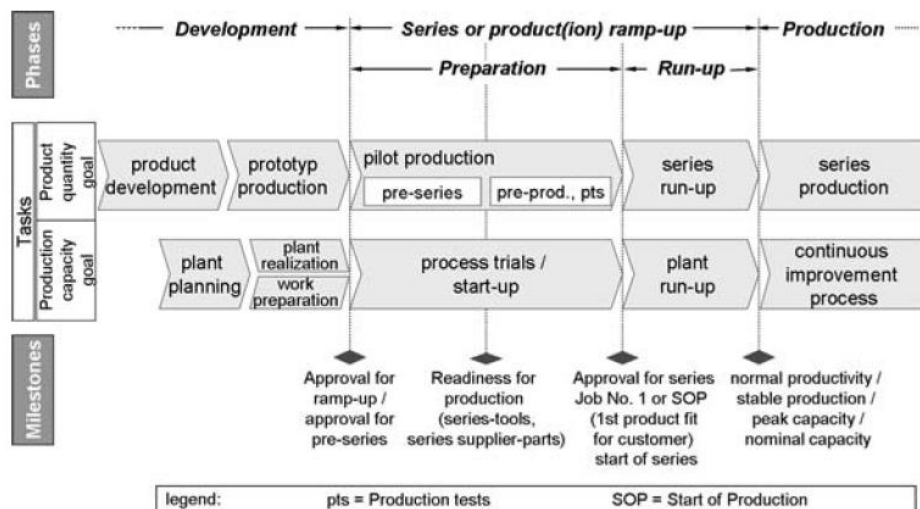 Phases
Development
Series or product(ion) ramp-up
Production
Preparation
Run-up
Tasks
Product
quantity
goal
product
development
prototyp
production
pilot production
pre-series
pre-prod., pts
series
run-up
series
production
Production
capacity
goal
plant
planning
plant
realization
work
preparation
process trials /
start-up
plant
run-up
continuous
improvement
process
Milestones
Approval for
ramp-up /
approval for
pre-series
Readiness for
production
(series-tools,
series supplier-parts)
Approval for series
Job No. 1 or SOP
(1st product fit
for customer)
start of series
normal productivity /
stable production /
peak capacity /
nominal capacity
legend: pts = Production tests SOP = Start of Production